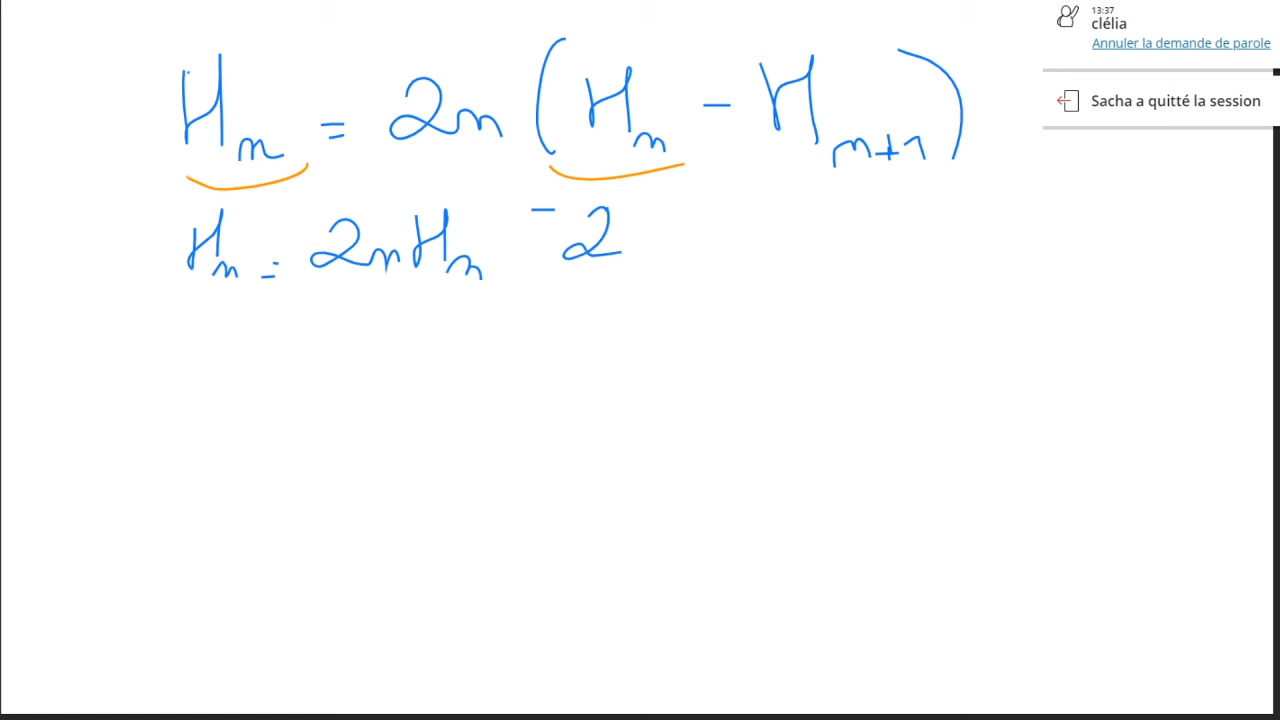 Hn = 2n (Hn - Hn+1)
Hn = 2nHn - 2
13:37
clélia
Annuler la demande de parole
Sacha a quitté la session